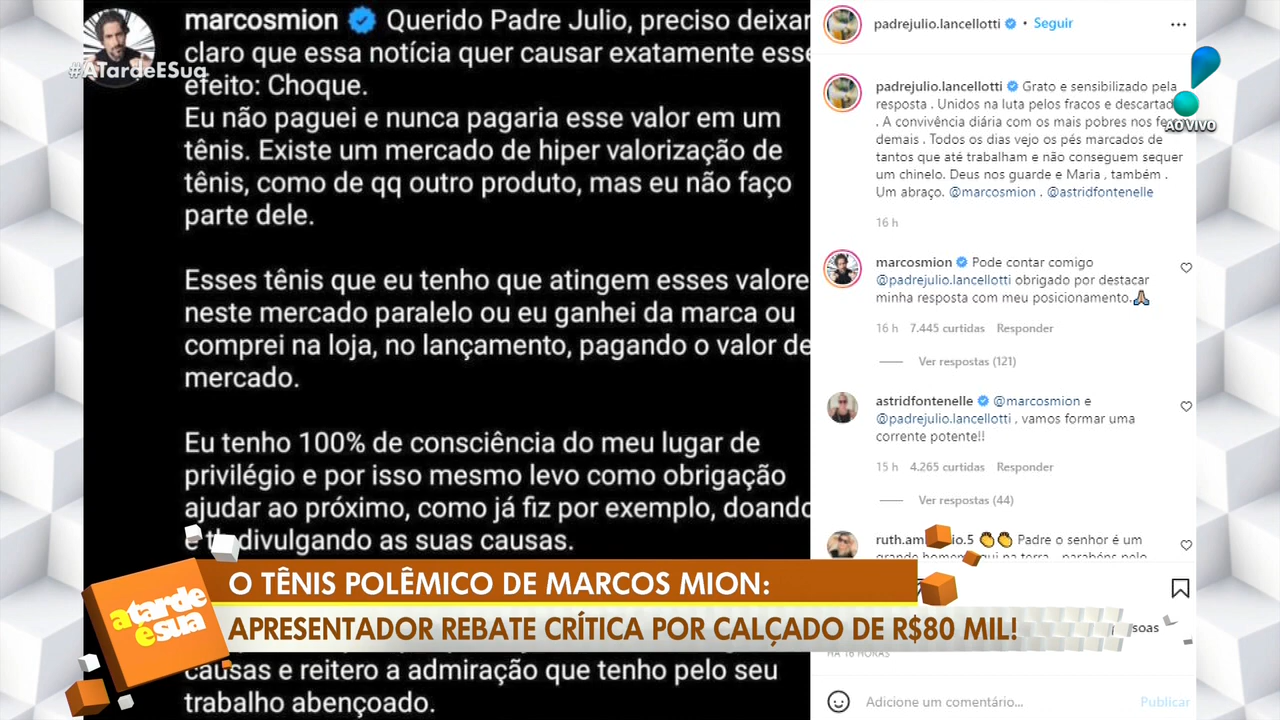 marcosmion Querido Padre Julio, preciso deixar
claro que essa notícia quer causar exatamente esse
efeito: Choque.
Eu não paguei e nunca pagaria esse valor em um
tênis. Existe um mercado de hiper valorização de
tênis, como de qq outro produto, mas eu não faço
parte dele.
Esses tênis que eu tenho que atingem esses valore
neste mercado paralelo ou eu ganhei da marca ou
comprei na loja, no lançamento, pagando o valor de
mercado.
Eu tenho 100% de consciência do meu lugar de
privilégio e por isso mesmo levo como obrigação
ajudar ao próximo, como já fiz por exemplo, doando
divulgando as suas causas.
causas e reitero a admiração que tenho pelo seu
trabalho abençoado.
#ATardeESua
padrejulio.lancellotti • Seguir
padrejulio.lancellotti Grato e sensibilizado pela
resposta . Unidos na luta pelos fracos e descartad
. A convivência diária com os mais pobres nos
demais . Todos os dias vejo os pés marcados de
tantos que até trabalham e não conseguem sequer
um chinelo. Deus nos guarde e Maria , também .
Um abraço. @marcosmion . @astridfontenelle
16 h
marcosmion Pode contar comigo
@padrejulio.lancellotti obrigado por destacar
minha resposta com meu posicionamento.🙏🏼
16 h 7.445 curtidas Responder
Ver respostas (121)
astridfontenelle @marcosmion e
@padrejulio.lancellotti , vamos formar uma
corrente potente!!
15 h 4.265 curtidas Responder
Ver respostas (44)
👏👏 Padre o senhor é um
HÁ 16 HORAS
Adicione um comentário... Publicar
AO VIVO
a tarde
é sua
O TÊNIS POLÊMICO DE MARCOS MION:
APRESENTADOR REBATE CRÍTICA POR CALÇADO DE R$80 MIL!